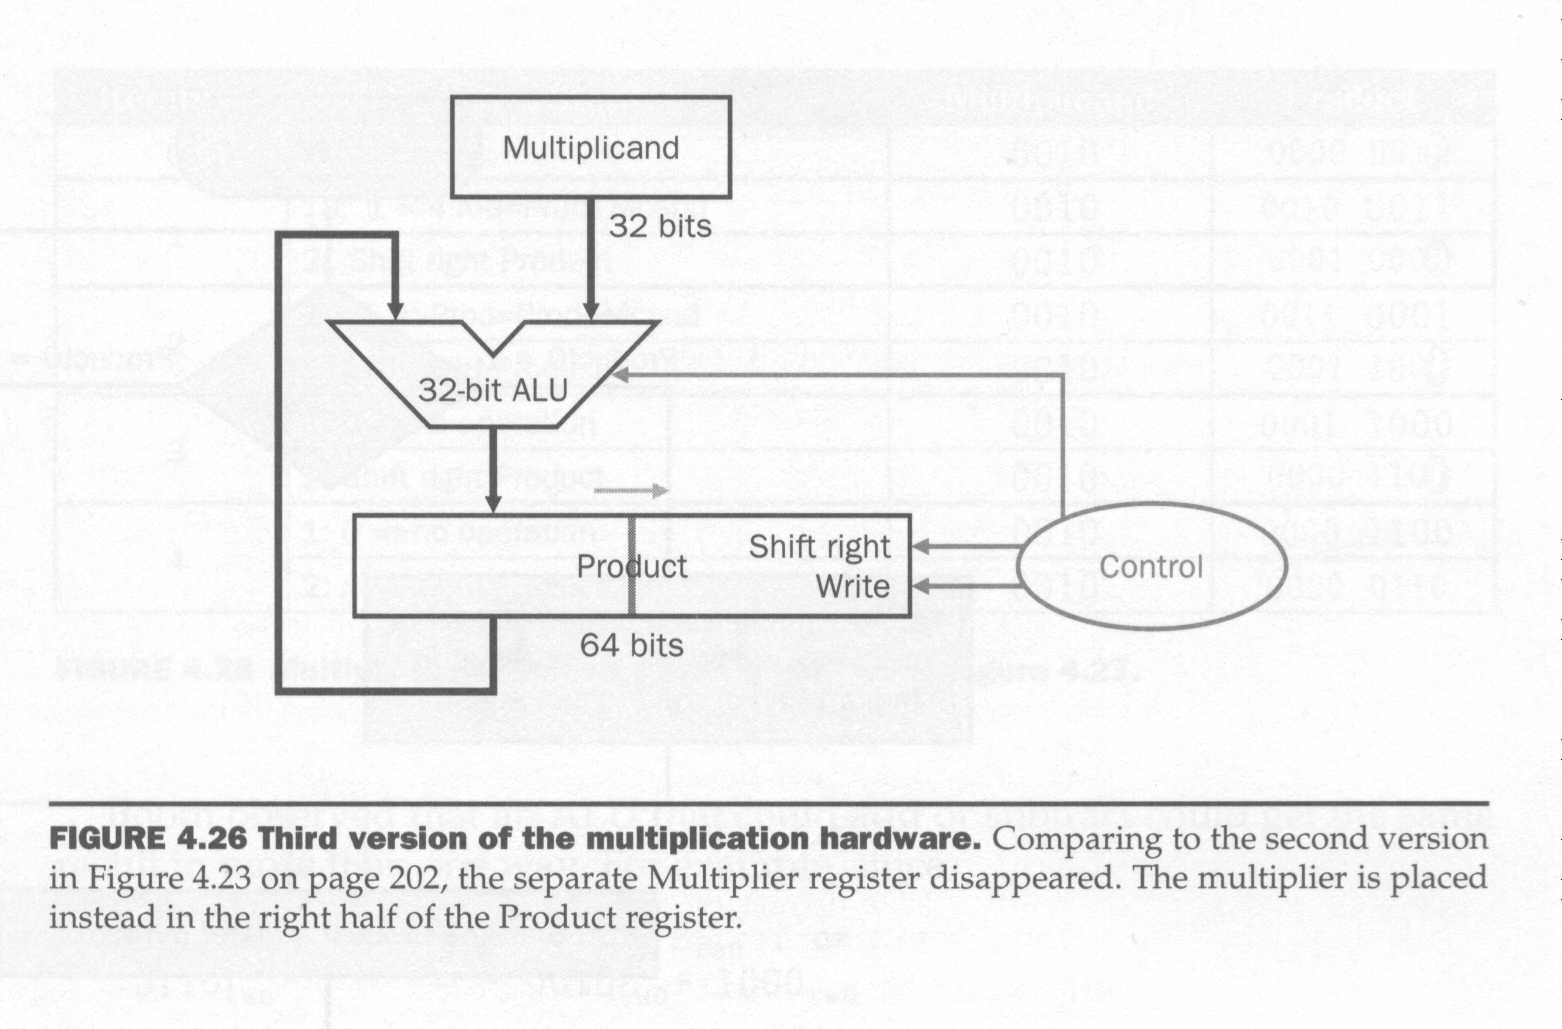 Multiplicand
32 bits
32-bit ALU
Product
Shift right
Write
Control
64 bits
FIGURE 4.26 Third version of the multiplication hardware. Comparing to the second version
in Figure 4.23 on page 202, the separate Multiplier register disappeared. The multiplier is placed
instead in the right half of the Product register.